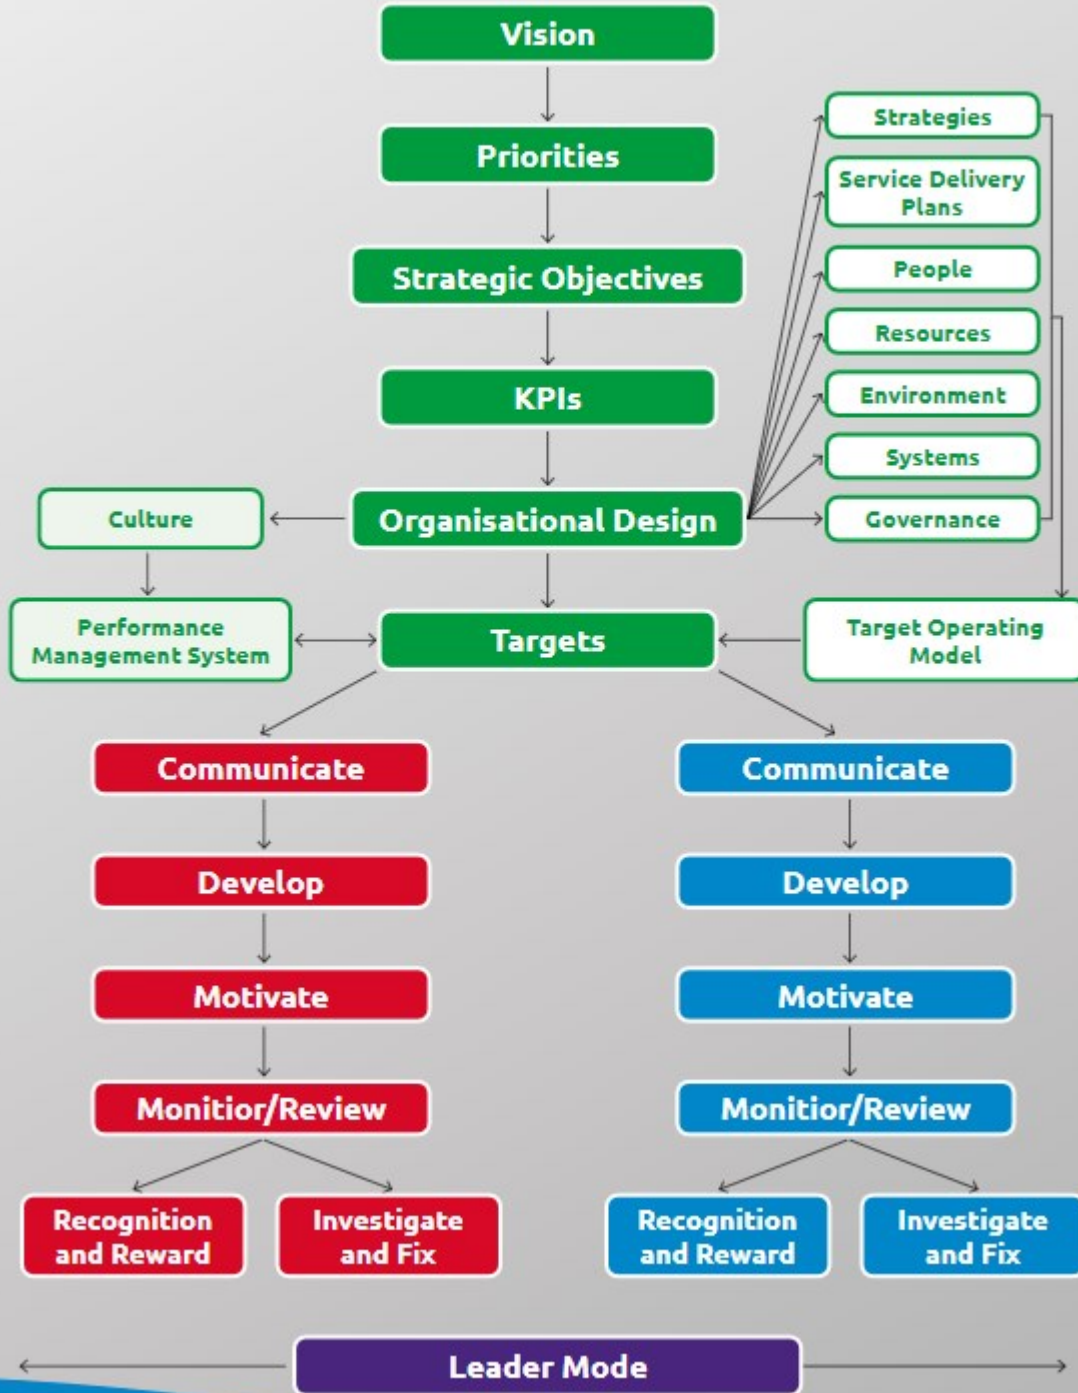 Vision
Priorities
Strategic Objectives
KPIs
Organisational Design
Strategies
Service Delivery
Plans
People
Resources
Environment
Systems
Governance
Culture
Performance
Management System
Targets
Target Operating
Model
Communicate
Develop
Motivate
Monitior/Review
Recognition
and Reward
Investigate
and Fix
Communicate
Develop
Motivate
Monitior/Review
Recognition
and Reward
Investigate
and Fix
Leader Mode